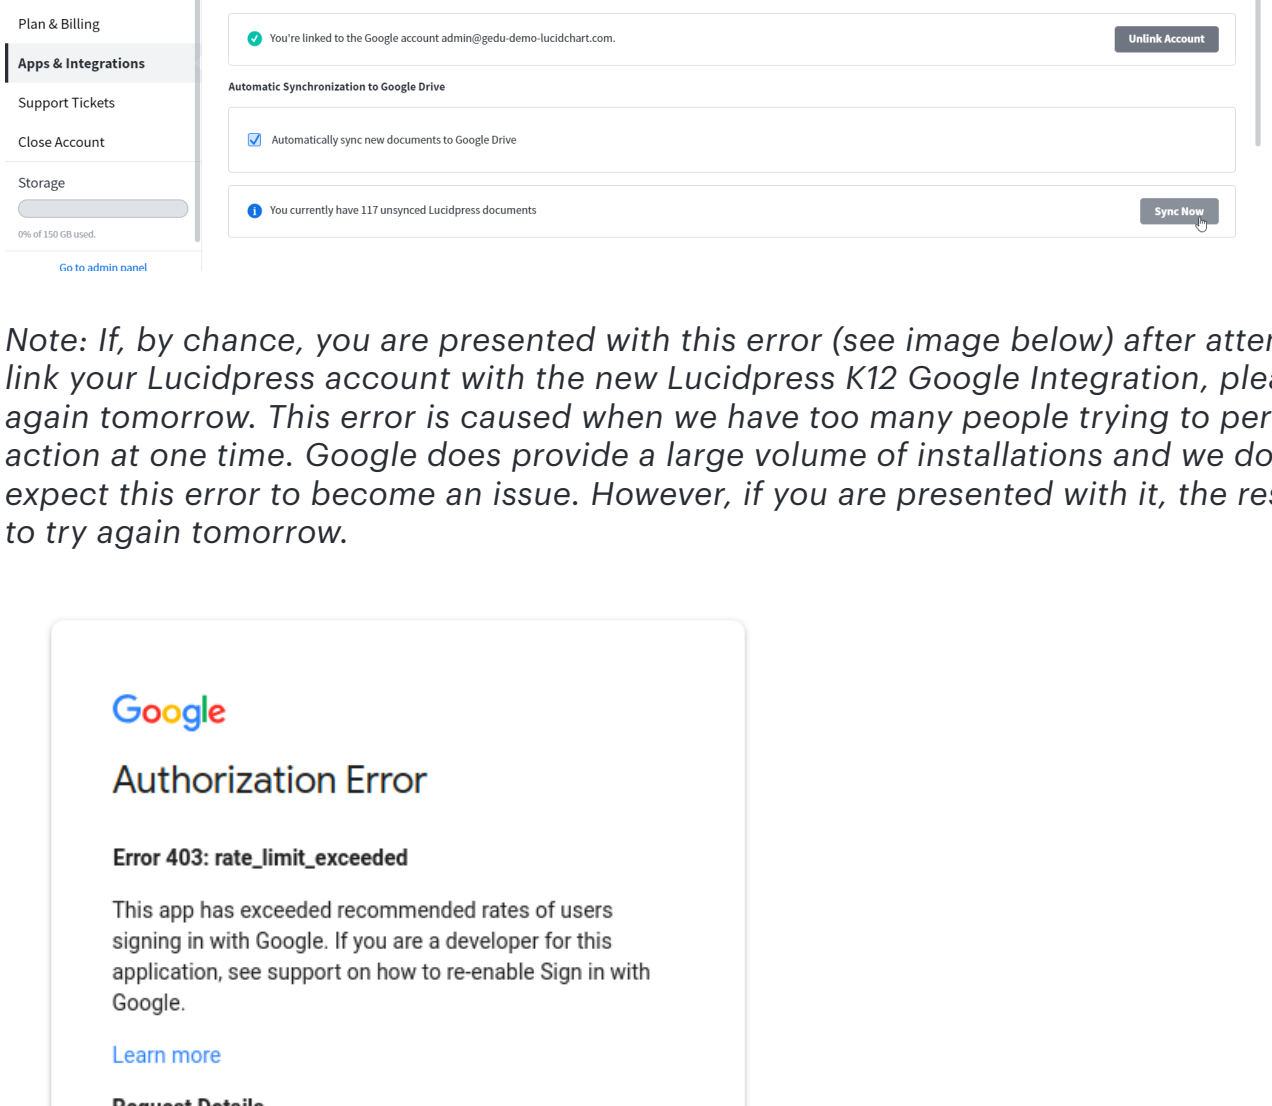 Plan & Billing
Apps & Integrations
Support Tickets
Close Account
Storage
0% of 150 GB used.
Go to admin panel
You're linked to the Google account admin@gedu-demo-lucidchart.com.
Unlink Account
Automatic Synchronization to Google Drive
Automatically sync new documents to Google Drive
You currently have 117 unsynced Lucidpress documents
Sync Now
Note: If, by chance, you are presented with this error (see image below) after
link your Lucidpress account with the new Lucidpress K12 Google Integration,
again tomorrow. This error is caused when we have too many people trying to
action at one time. Google does provide a large volume of installations and we
expect this error to become an issue. However, if you are presented with it, the
to try again tomorrow.
Google
Authorization Error
Error 403: rate_limit_exceeded
This app has exceeded recommended rates of users
signing in with Google. If you are a developer for this
application, see support on how to re-enable Sign in with
Google.
Learn more
Request Details